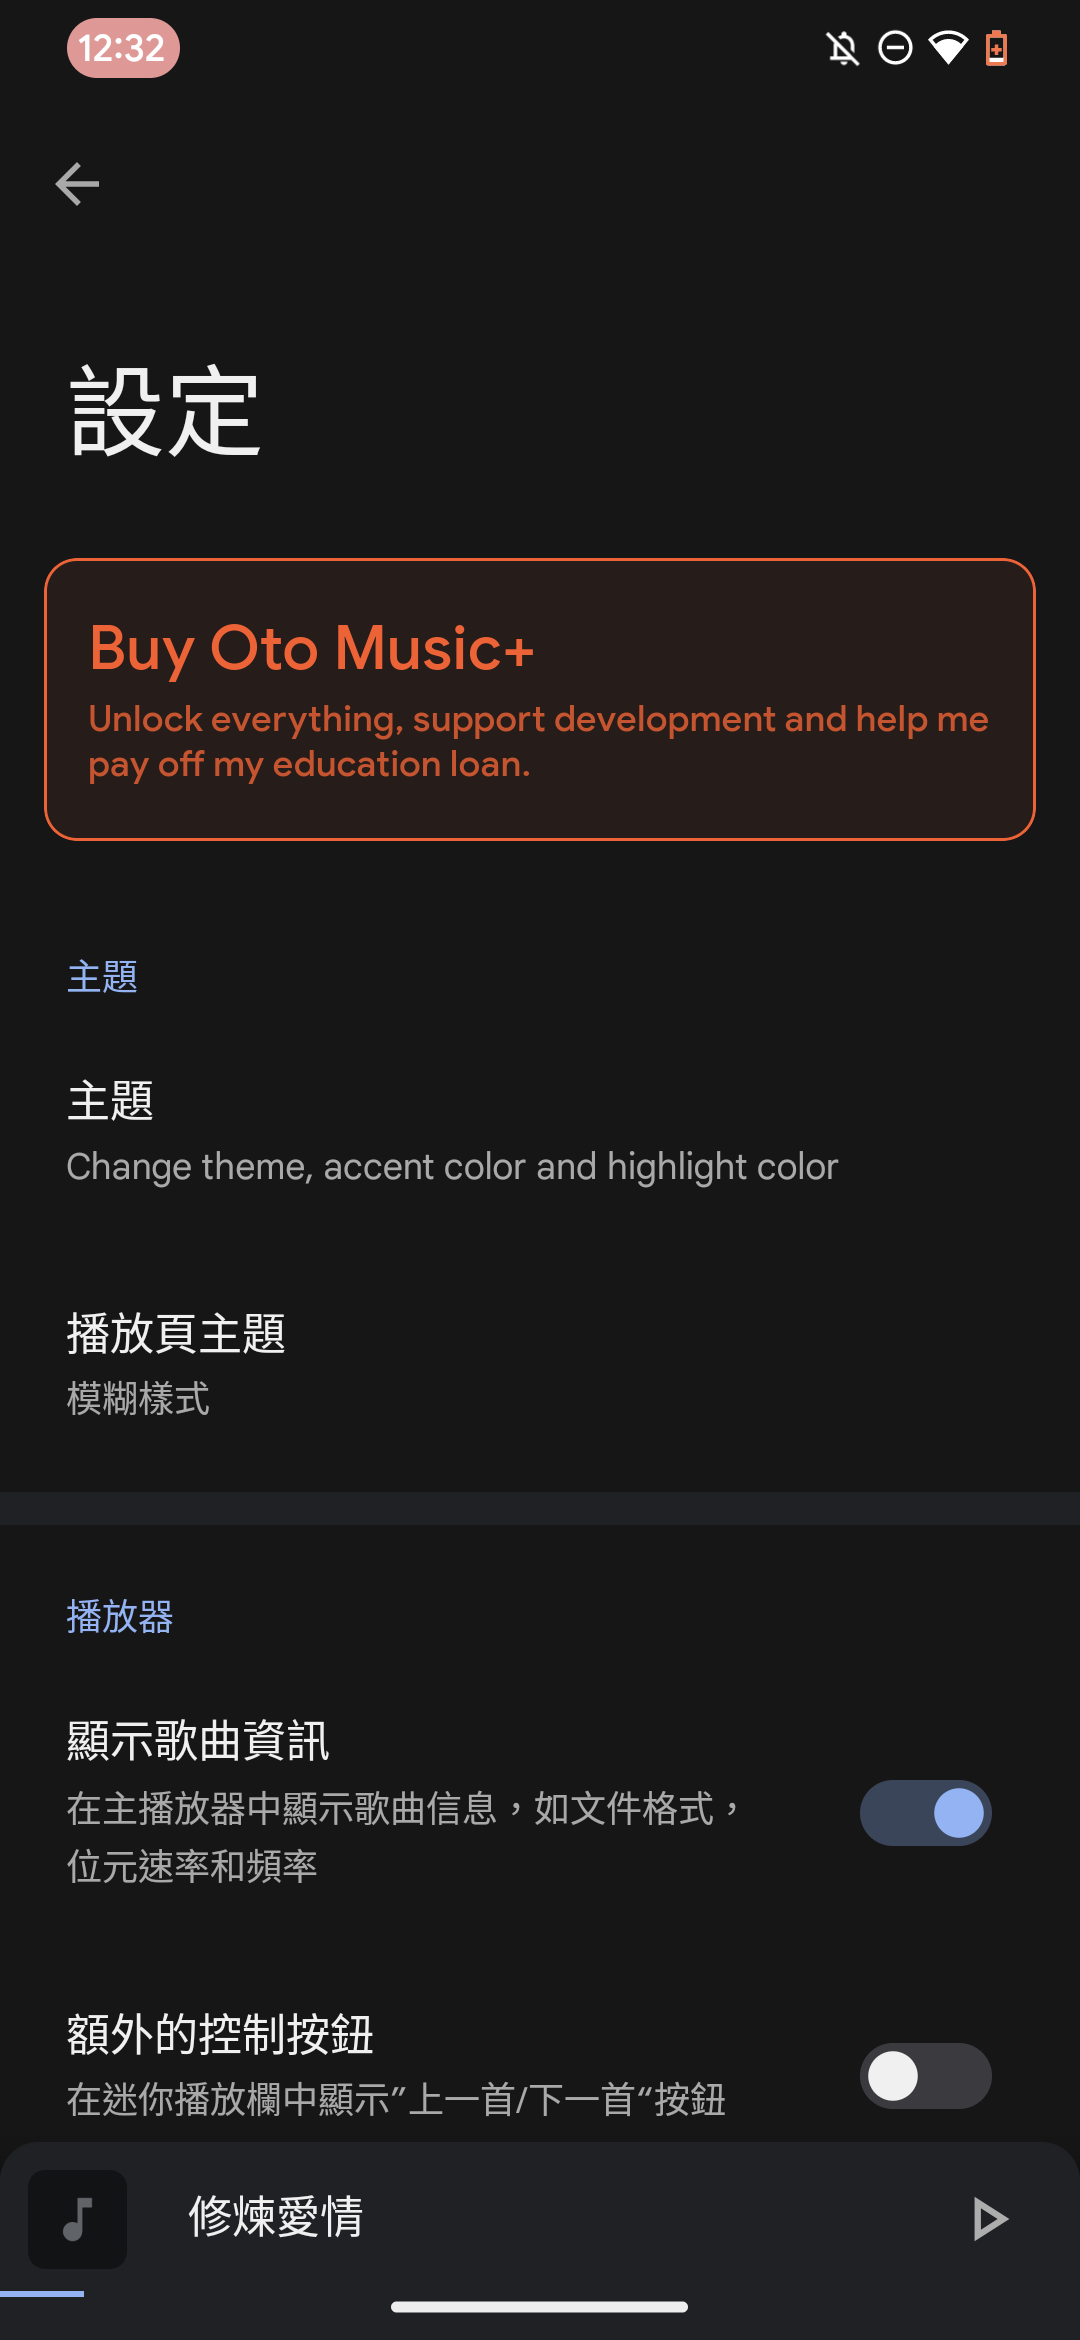 12:32
設定
Buy Oto Music+
Unlock everything, support development and help me
pay off my education loan.
主題
主題
Change theme, accent color and highlight color
播放頁主題
模糊樣式
播放器
顯示歌曲資訊
在主播放器中顯示歌曲信息，如文件格式，
位元速率和頻率
額外的控制按鈕
在迷你播放欄中顯示”上一首/下一首“按鈕
修煉愛情